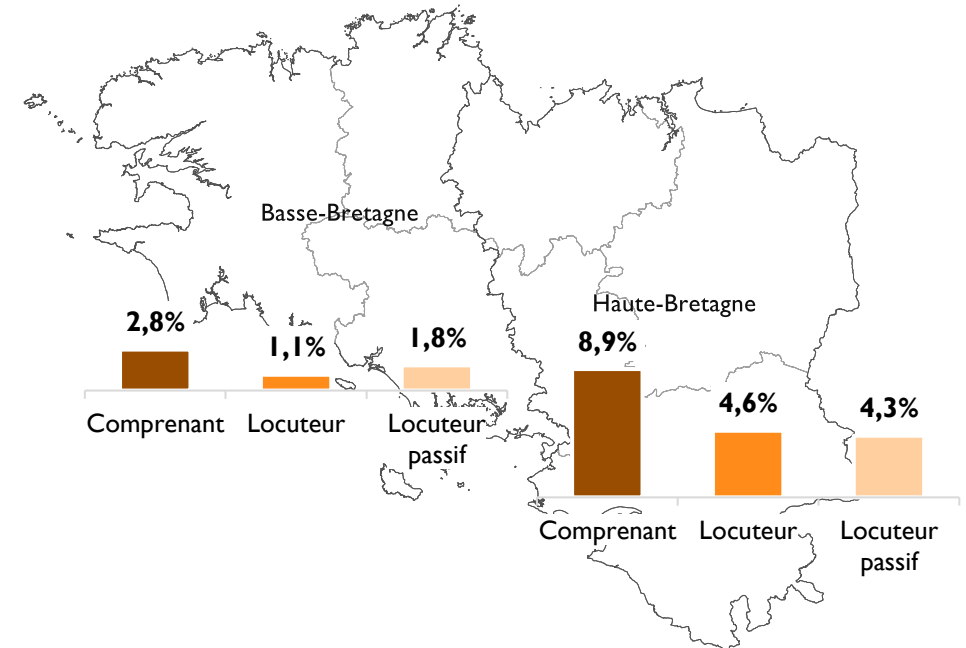 Basse-Bretagne
2,8%
1,1%
1,8%
Comprenant
Locuteur
Locuteur
passif
Haute-Bretagne
8,9%
4,6%
4,3%
Comprenant
Locuteur
Locuteur
passif